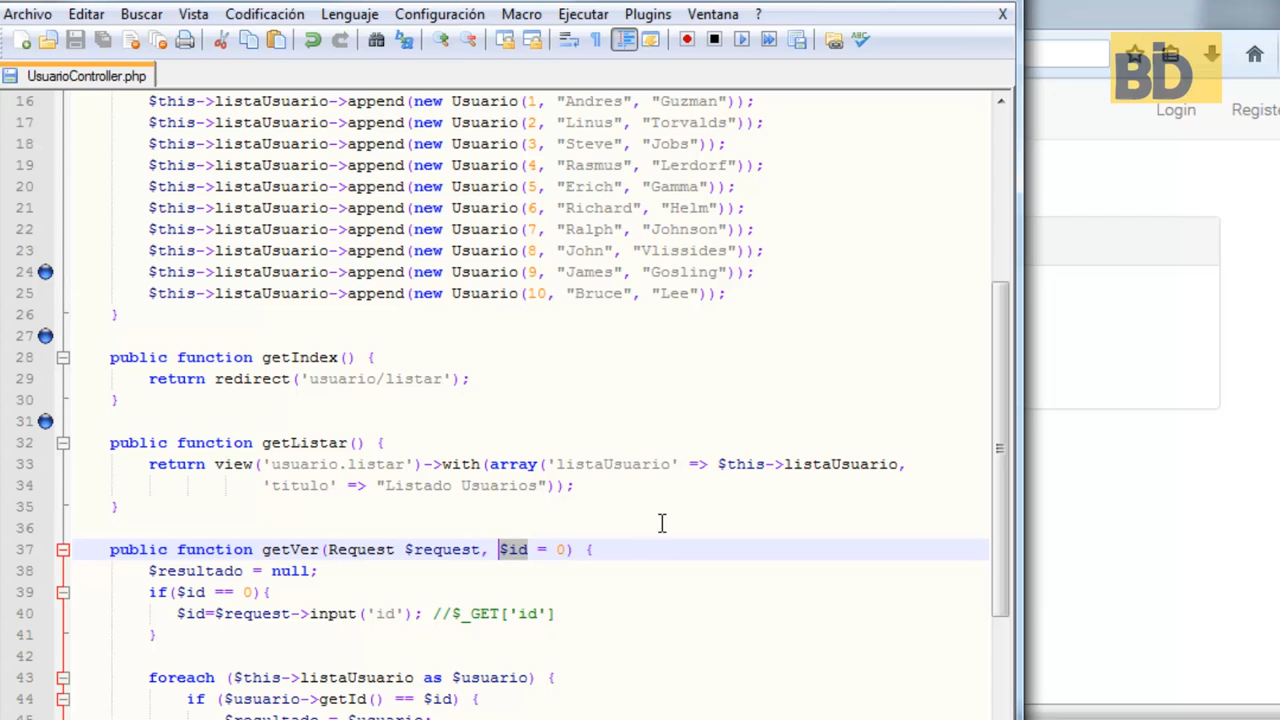 Archivo Editar Buscar Vista Codificación Lenguaje Configuración Macro Ejecutar Plugins Ventana ? X
UsuarioController.php
BD
Login
16 $this->listaUsuario->append(new Usuario(1, "Andres", "Guzman"));
17 $this->listaUsuario->append(new Usuario(2, "Linus", "Torvalds"));
18 $this->listaUsuario->append(new Usuario(3, "Steve", "Jobs"));
19 $this->listaUsuario->append(new Usuario(4, "Rasmus", "Lerdorf"));
20 $this->listaUsuario->append(new Usuario(5, "Erich", "Gamma"));
21 $this->listaUsuario->append(new Usuario(6, "Richard", "Helm"));
22 $this->listaUsuario->append(new Usuario(7, "Ralph", "Johnson"));
23 $this->listaUsuario->append(new Usuario(8, "John", "Vlissides"));
24 $this->listaUsuario->append(new Usuario(9, "James", "Gosling"));
25 $this->listaUsuario->append(new Usuario(10, "Bruce", "Lee"));
26 }
27
28 public function getIndex() {
29 return redirect('usuario/listar');
30 }
31
32 public function getListar() {
33 return view('usuario.listar')->with(array('listaUsuario' => $this->listaUsuario,
34 'titulo' => "Listado Usuarios"));
35 }
36
37 public function getVer(Request $request, $id = 0) {
38 $resultado = null;
39 if($id == 0){
40 $id=$request->input('id'); //$_GET['id']
41 }
42
43 foreach ($this->listaUsuario as $usuario) {
44 if ($usuario->getId() == $id) {
$resultado = $usuario;